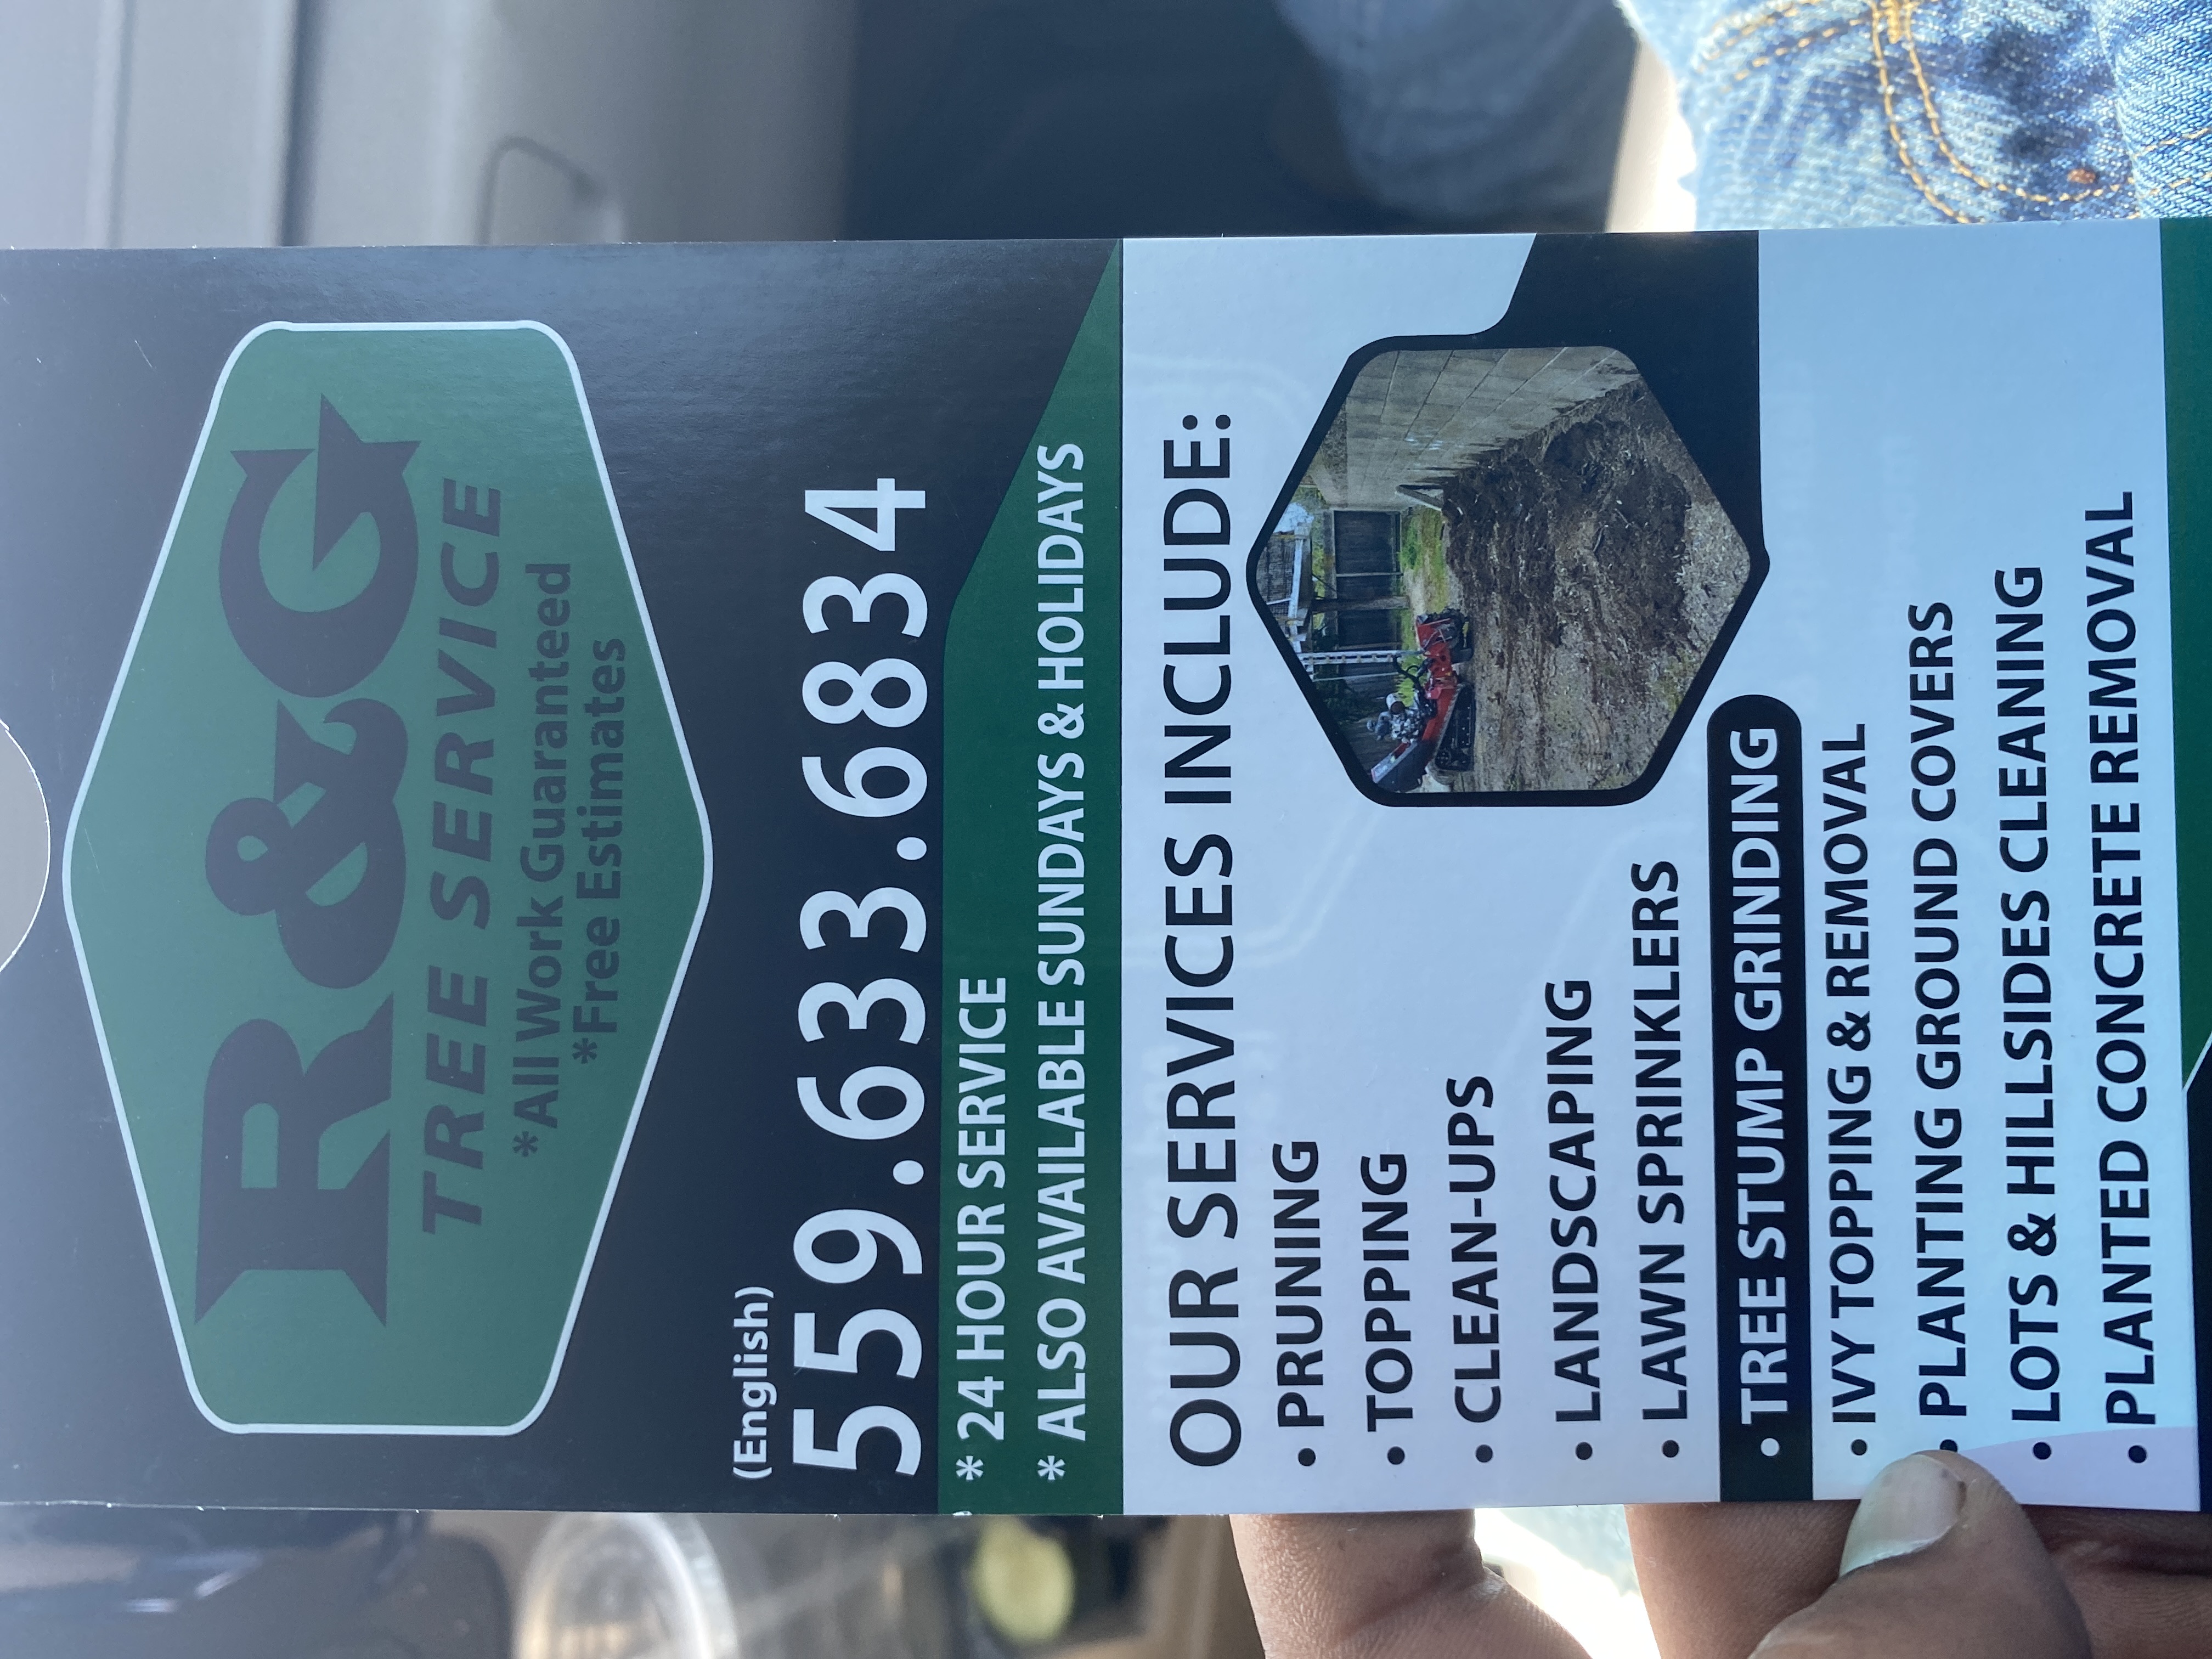 R&G
TREE SERVICE
*All Work Guaranteed
*Free Estimates
(English)
559.633.6834
* 24 HOUR SERVICE
* ALSO AVAILABLE SUNDAYS & HOLIDAYS
OUR SERVICES INCLUDE:
• PRUNING
• TOPPING
• CLEAN-UPS
• LANDSCAPING
• LAWN SPRINKLERS
• TREE STUMP GRINDING
• IVY TOPPING & REMOVAL
• PLANTING GROUND COVERS
• LOTS & HILLSIDES CLEANING
• PLANTED CONCRETE REMOVAL